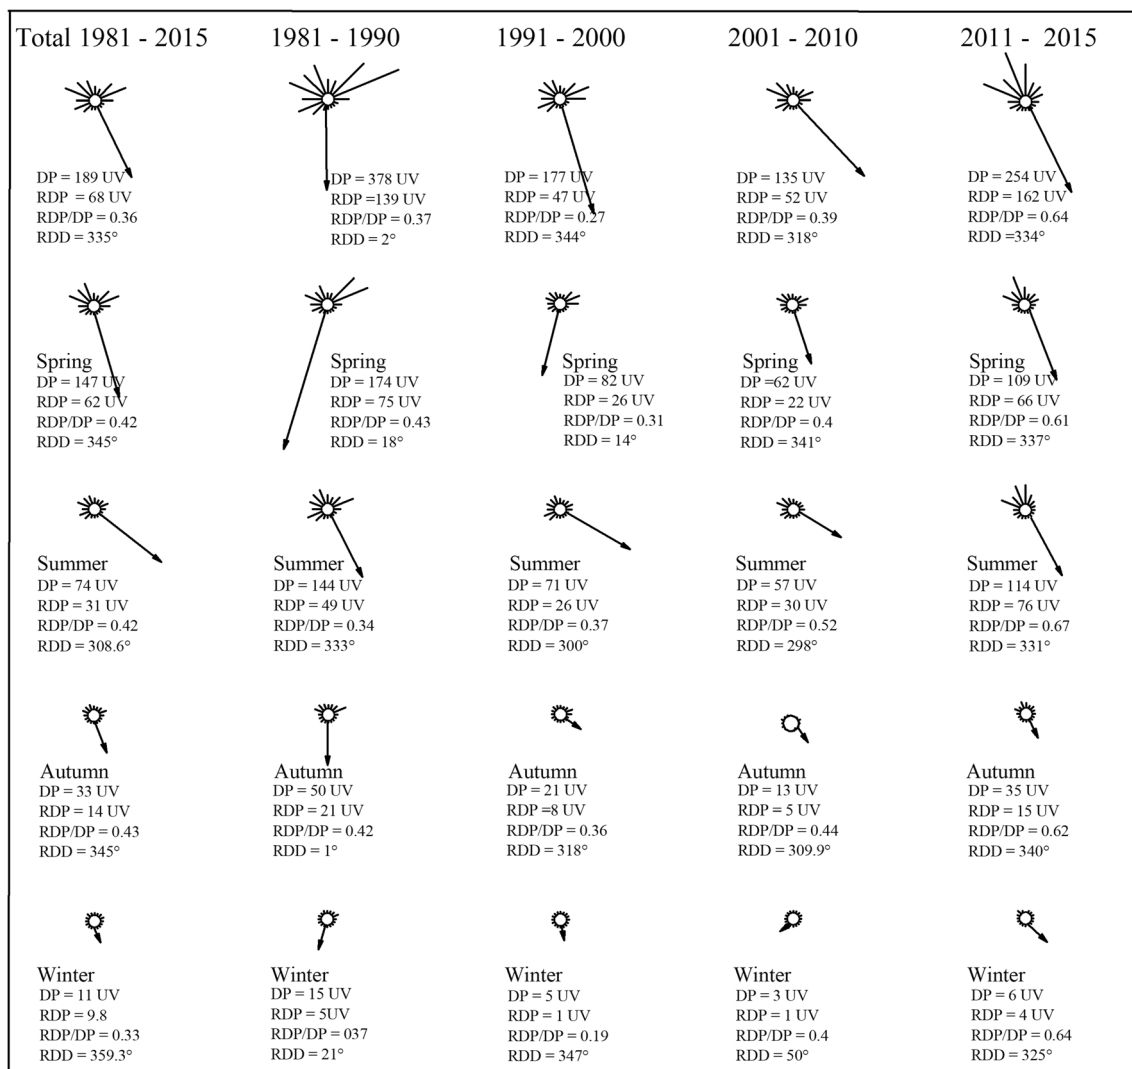 Total 1981 - 2015
1981 - 1990
1991 - 2000
2001 - 2010
2011 - 2015
DP = 189 UV
RDP = 68 UV
RDP/DP = 0.36
RDD = 335°
DP = 378 UV
RDP =139 UV
RDP/DP = 0.37
RDD = 2°
DP = 177 UV
RDP = 47 UV
RDP/DP = 0.27
RDD = 344°
DP = 135 UV
RDP = 52 UV
RDP/DP = 0.39
RDD = 318°
DP = 254 UV
RDP = 162 UV
RDP/DP = 0.64
RDD =334°
Spring
DP = 147 UV
RDP = 62 UV
RDP/DP = 0.42
RDD = 345°
Spring
DP = 174 UV
RDP = 75 UV
RDP/DP = 0.43
RDD = 18°
Spring
DP = 82 UV
RDP = 26 UV
RDP/DP = 0.31
RDD = 14°
Spring
DP =62 UV
RDP = 22 UV
RDP/DP = 0.4
RDD = 341°
Spring
DP = 109 UV
RDP = 66 UV
RDP/DP = 0.61
RDD = 337°
Summer
DP = 74 UV
RDP = 31 UV
RDP/DP = 0.42
RDD = 308.6°
Summer
DP = 144 UV
RDP = 49 UV
RDP/DP = 0.34
RDD = 333°
Summer
DP = 71 UV
RDP = 26 UV
RDP/DP = 0.37
RDD = 300°
Summer
DP = 57 UV
RDP = 30 UV
RDP/DP = 0.52
RDD = 298°
Summer
DP = 114 UV
RDP = 76 UV
RDP/DP = 0.67
RDD = 331°
Autumn
DP = 33 UV
RDP = 14 UV
RDP/DP = 0.43
RDD = 345°
Autumn
DP = 50 UV
RDP = 21 UV
RDP/DP = 0.42
RDD = 1°
Autumn
DP = 21 UV
RDP =8 UV
RDP/DP = 0.36
RDD = 318°
Autumn
DP = 13 UV
RDP = 5 UV
RDP/DP = 0.44
RDD = 309.9°
Autumn
DP = 35 UV
RDP = 15 UV
RDP/DP = 0.62
RDD = 340°
Winter
DP = 11 UV
RDP = 9.8
RDP/DP = 0.33
RDD = 359.3°
Winter
DP = 15 UV
RDP = 5UV
RDP/DP = 037
RDD = 21°
Winter
DP = 5 UV
RDP = 1 UV
RDP/DP = 0.19
RDD = 347°
Winter
DP = 3 UV
RDP = 1 UV
RDP/DP = 0.4
RDD = 50°
Winter
DP = 6 UV
RDP = 4 UV
RDP/DP = 0.64
RDD = 325°